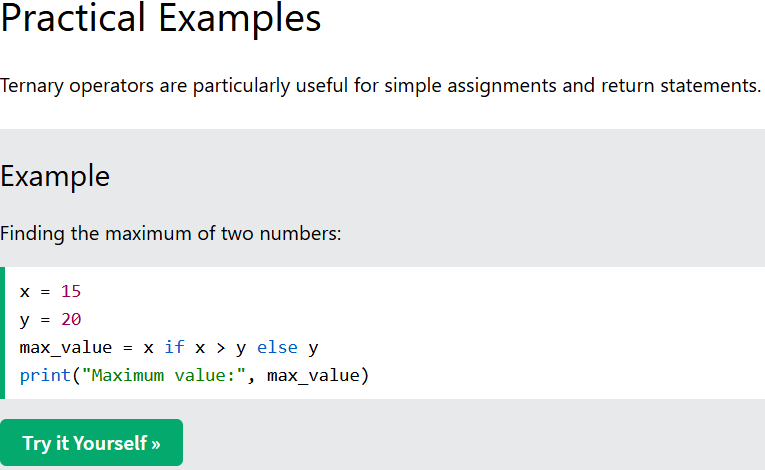 Practical Examples
Ternary operators are particularly useful for simple assignments and return statements.
Example
Finding the maximum of two numbers:
x = 15
y = 20
max_value = x if x > y else y
print("Maximum value:", max_value)
Try it Yourself »